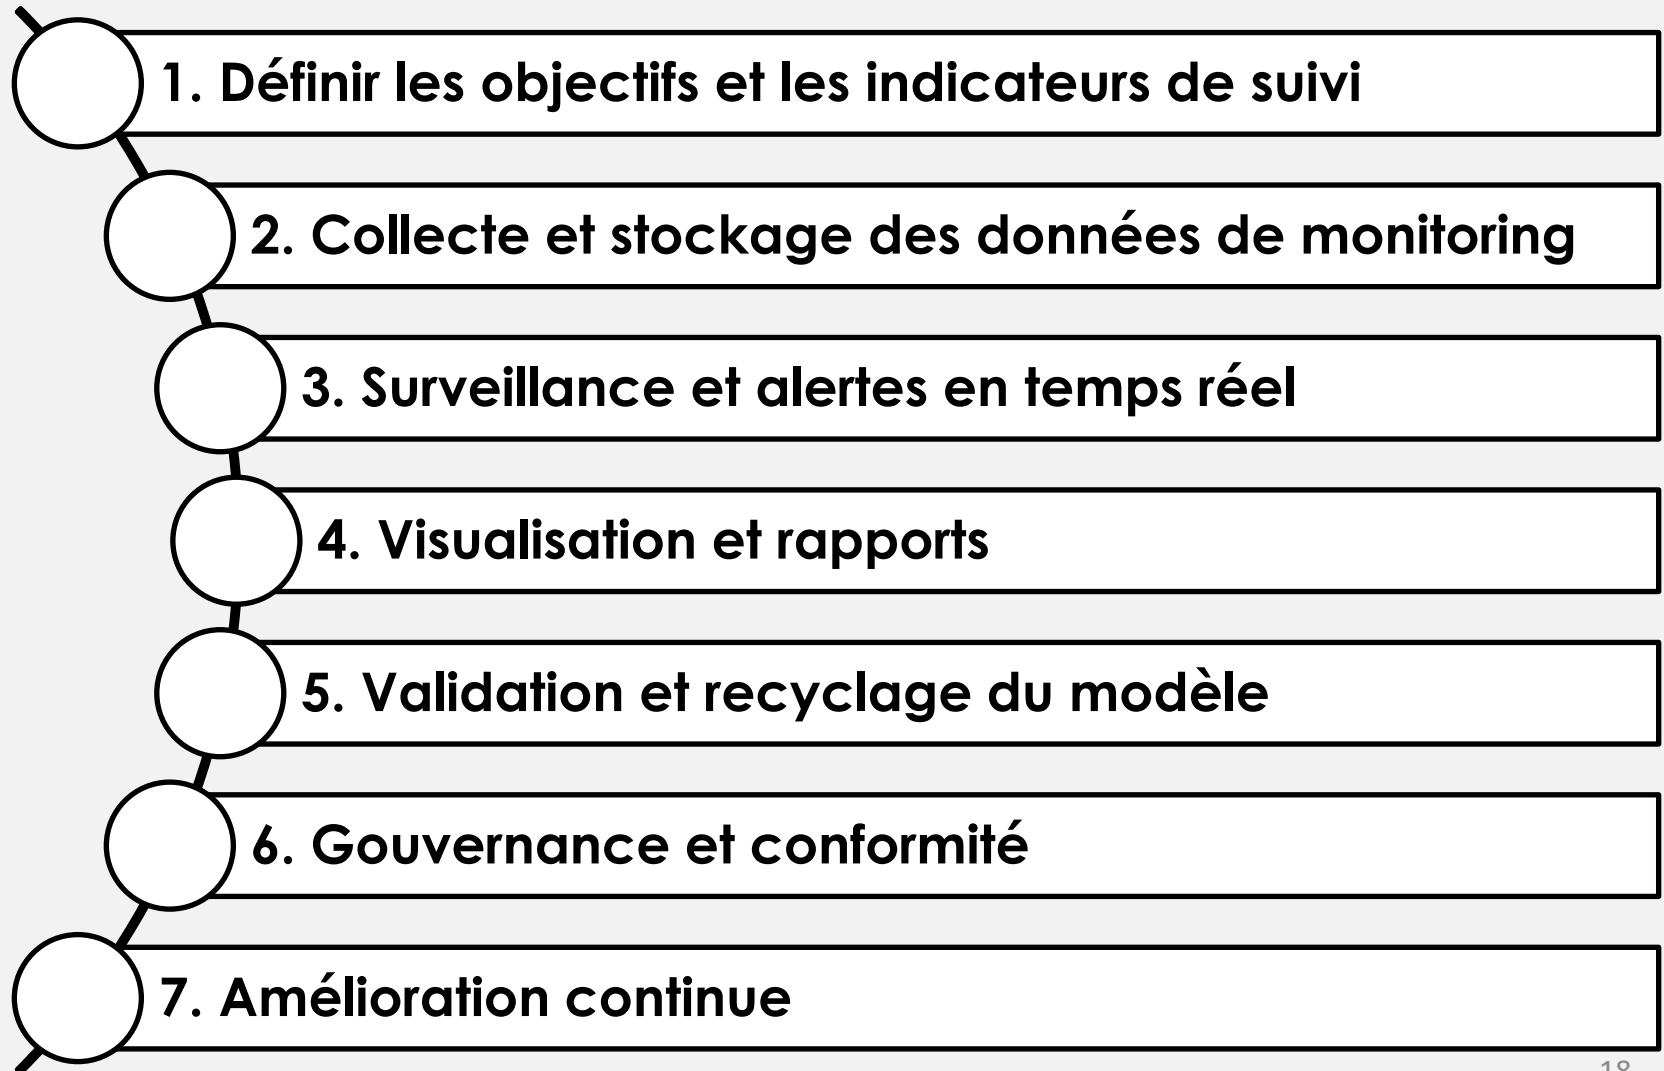 1. Définir les objectifs et les indicateurs de suivi
2. Collecte et stockage des données de monitoring
3. Surveillance et alertes en temps réel
4. Visualisation et rapports
5. Validation et recyclage du modèle
6. Gouvernance et conformité
7. Amélioration continue
18